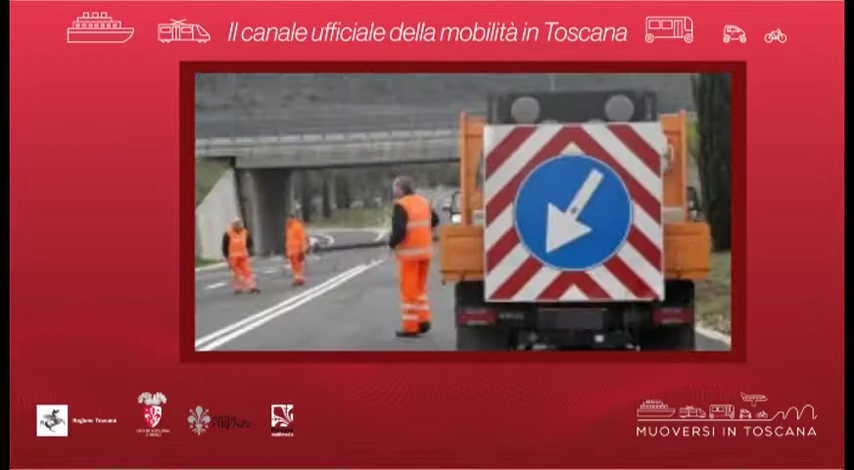 Il canale ufficiale della mobilità in Toscana
Regione Toscana
MUOVERSI IN TOSCANA